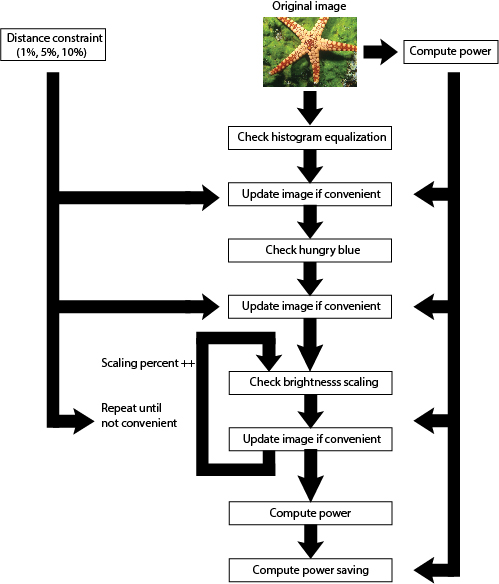 Original image
Distance constraint
(1%, 5%, 10%)
Compute power
Check histogram equalization
Update image if convenient
Check hungry blue
Update image if convenient
Scaling percent ++
Check brightnesss scaling
Repeat until
not convenient
Update image if convenient
Compute power
Compute power saving